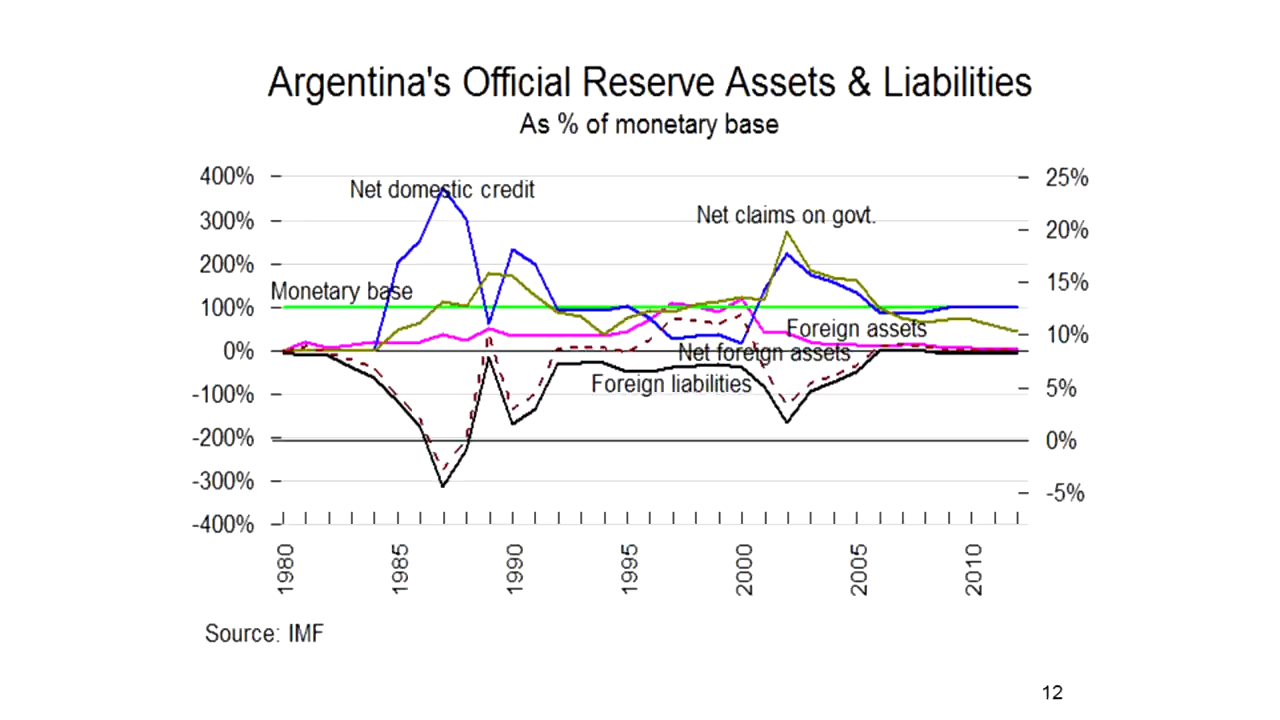 Argentina's Official Reserve Assets & Liabilities
As % of monetary base
400%
300%
200%
100%
0%
-100%
-200%
-300%
-400%
25%
20%
15%
10%
5%
0%
-5%
Net domestic credit
Net claims on govt.
Monetary base
Foreign assets
Net foreign assets
Foreign liabilities
1980
1985
1990
1995
2000
2005
2010
Source: IMF
12